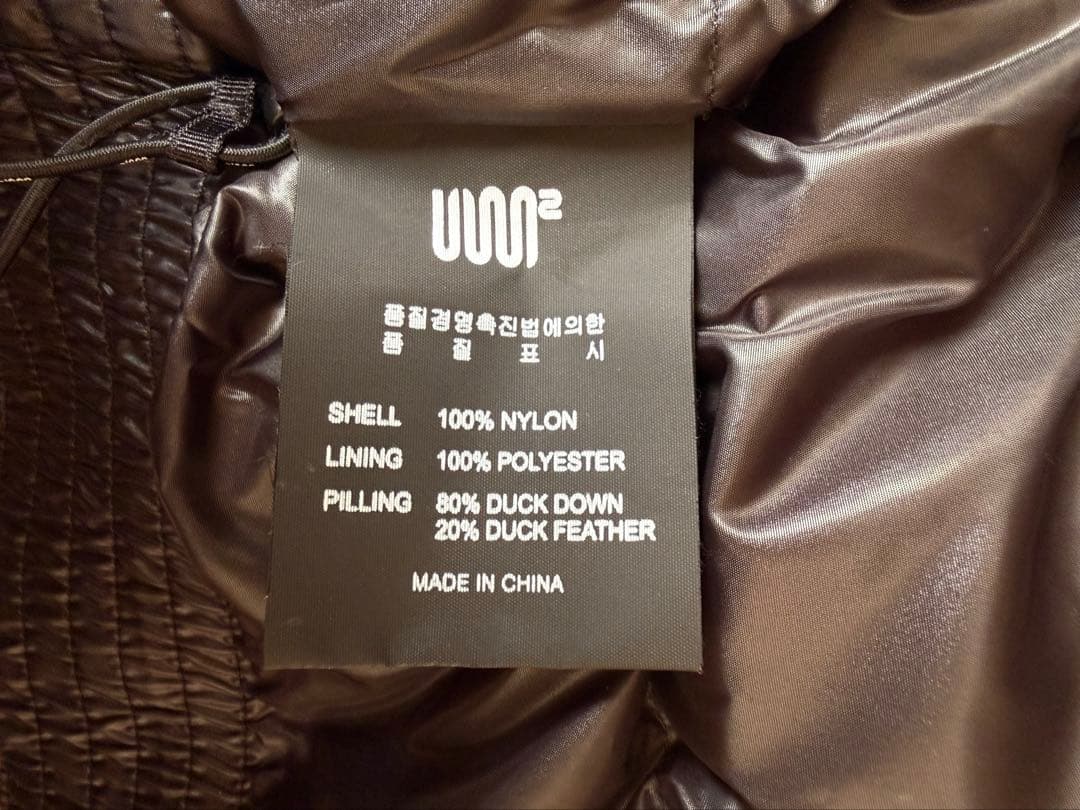 품질경영촉진법에의한
품 질 표 시
SHELL 100% NYLON
LINING 100% POLYESTER
PILLING 80% DUCK DOWN
20% DUCK FEATHER
MADE IN CHINA